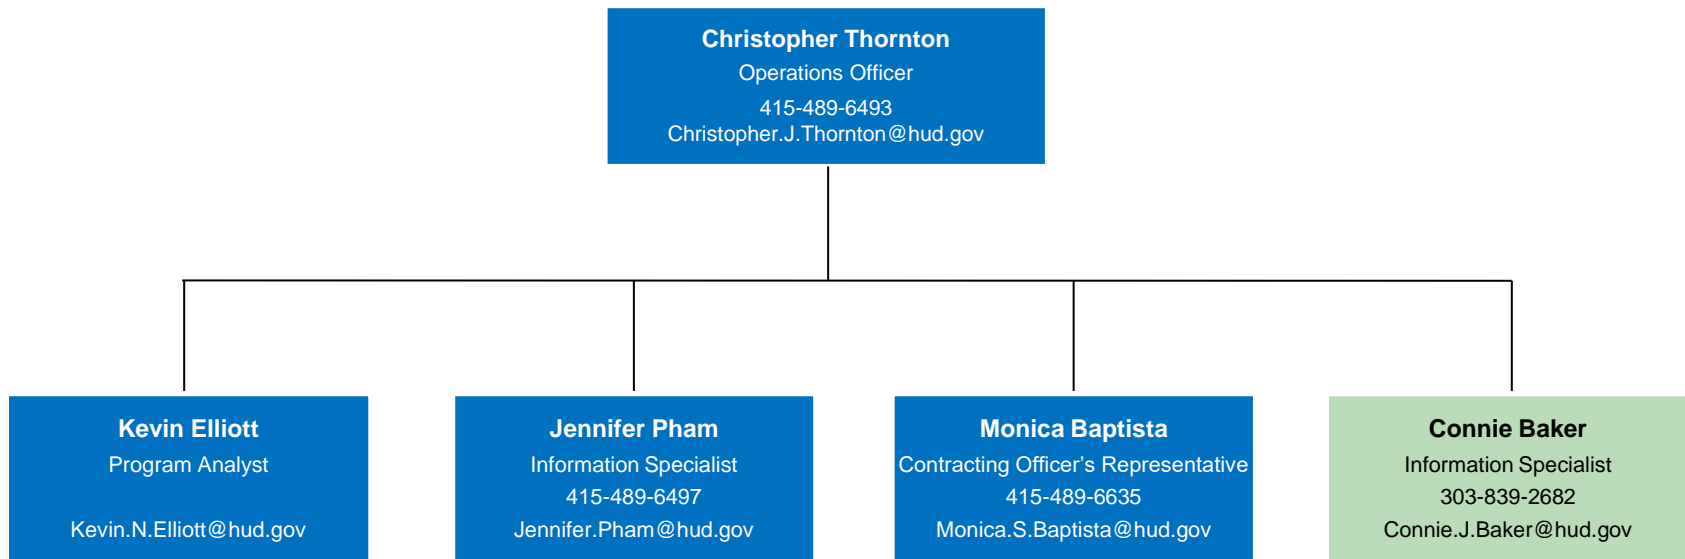 Christopher Thornton
Operations Officer
415-489-6493
Christopher.J.Thornton@hud.gov
Kevin Elliott
Program Analyst
Kevin.N.Elliott@hud.gov
Jennifer Pham
Information Specialist
415-489-6497
Jennifer.Pham@hud.gov
Monica Baptista
Contracting Officer’s Representative
415-489-6635
Monica.S.Baptista@hud.gov
Connie Baker
Information Specialist
303-839-2682
Connie.J.Baker@hud.gov